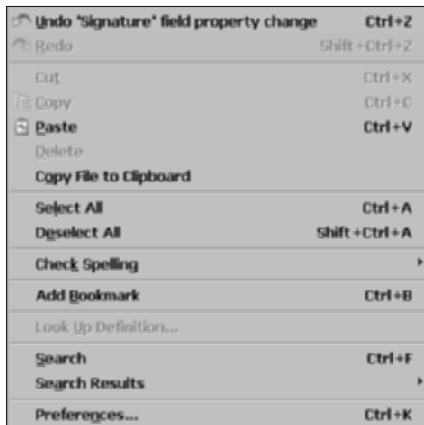 Undo "Signature" field property change Ctrl+Z
Redo Shift+Ctrl+Z
Cut Ctrl+X
Copy Ctrl+C
Paste Ctrl+V
Delete
Copy File to Clipboard
Select All Ctrl+A
Deselect All Shift+Ctrl+A
Check Spelling
Add Bookmark Ctrl+B
Look Up Definition...
Search Ctrl+F
Search Results
Preferences... Ctrl+K